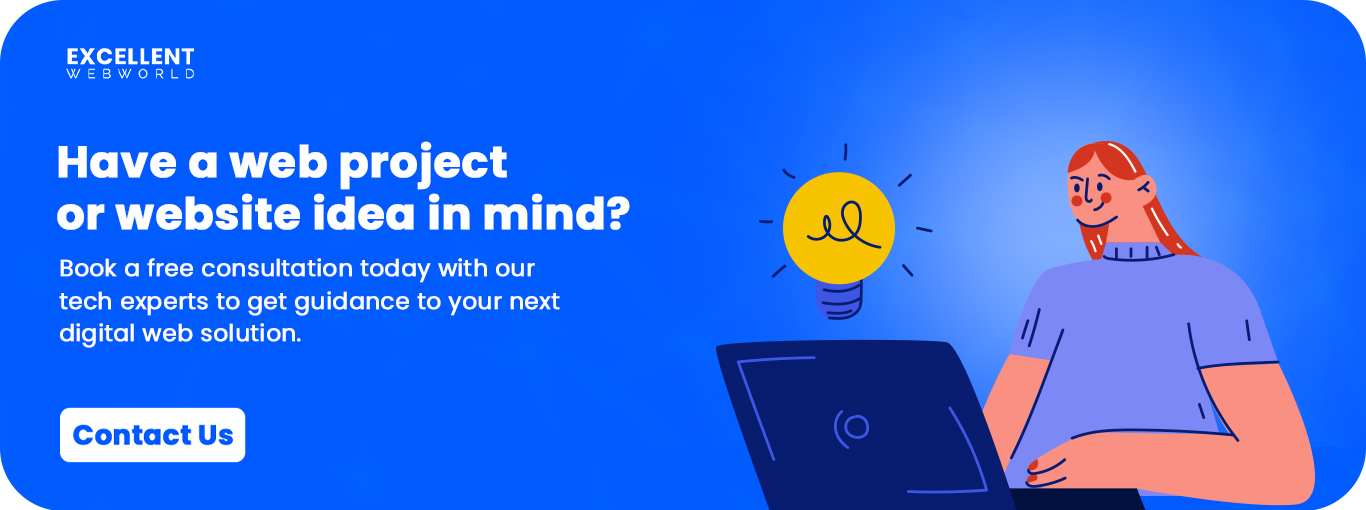 EXCELLENT
WEBWORLD
Have a web project
or website idea in mind?
Book a free consultation today with our
tech experts to get guidance to your next
digital web solution.
Contact Us